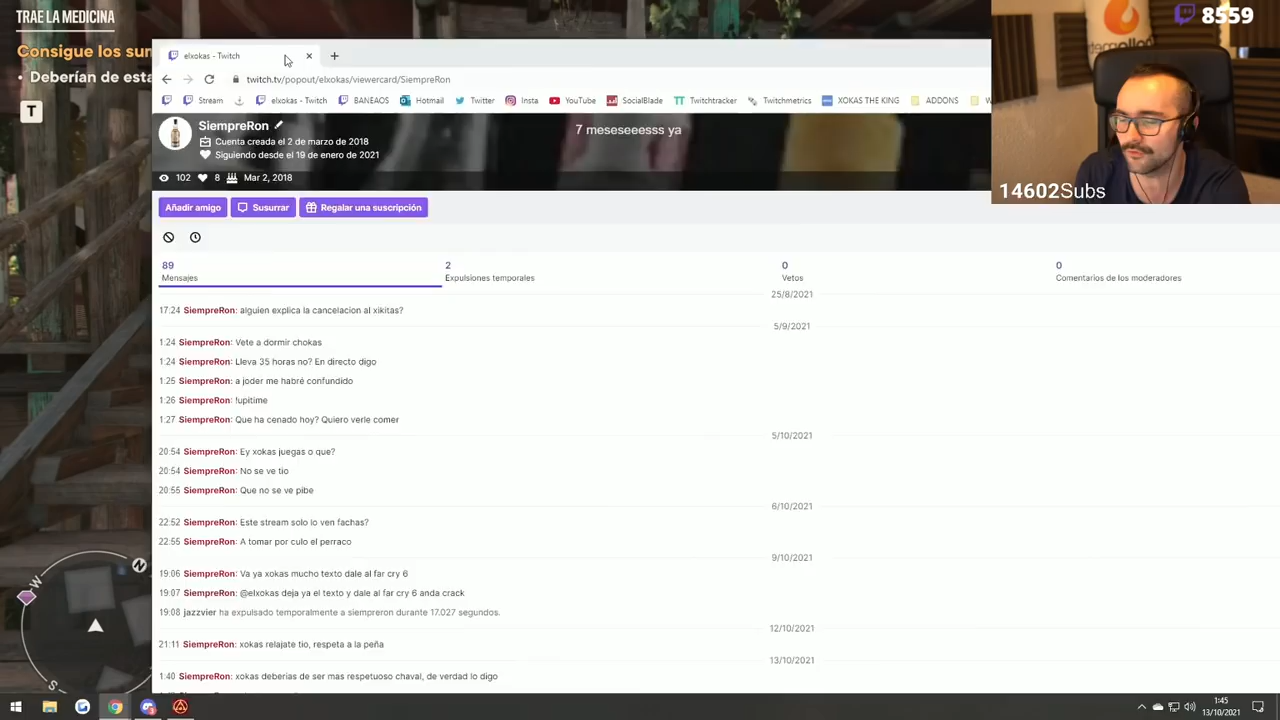 TRAE LA MEDICINA
Consigue los sum
• Deberían de esta
T
elxokas - Twitch
twitch.tv/popout/elxokas/viewercard/SiempreRon
Stream
elxokas - Twitch
BANEAOS
Hotmail
Twitter
Insta
YouTube
SocialBlade
Twitchtracker
Twitchmetrics
XOKAS THE KING
ADDONS
8559
14602Subs
SiempreRon
Cuenta creada el 2 de marzo de 2018
Siguiendo desde el 19 de enero de 2021
7 meseseeesss ya
102 8 Mar 2, 2018
Añadir amigo
Susurrar
Regalar una suscripción
89
Mensajes
2
Expulsiones temporales
0
Vetos
0
Comentarios de los moderadores
25/8/2021
17:24 SiempreRon: alguien explica la cancelacion al xikitas?
5/9/2021
1:24 SiempreRon: Vete a dormir chokas
1:24 SiempreRon: Lleva 35 horas no? En directo digo
1:25 SiempreRon: a joder me habré confundido
1:26 SiempreRon: !upitime
1:27 SiempreRon: Que ha cenado hoy? Quiero verle comer
5/10/2021
20:54 SiempreRon: Ey xokas juegas o que?
20:54 SiempreRon: No se ve tio
20:55 SiempreRon: Que no se ve pibe
6/10/2021
22:52 SiempreRon: Este stream solo lo ven fachas?
22:55 SiempreRon: A tomar por culo el perraco
9/10/2021
19:06 SiempreRon: Va ya xokas mucho texto dale al far cry 6
19:07 SiempreRon: @elxokas deja ya el texto y dale al far cry 6 anda crack
19:08 jazzvier ha expulsado temporalmente a siempreron durante 17.027 segundos.
12/10/2021
21:11 SiempreRon: xokas relajate tio, respeta a la peña
13/10/2021
1:40 SiempreRon: xokas deberias de ser mas respetuoso chaval, de verdad lo digo
W
N
S
1:45
13/10/2021